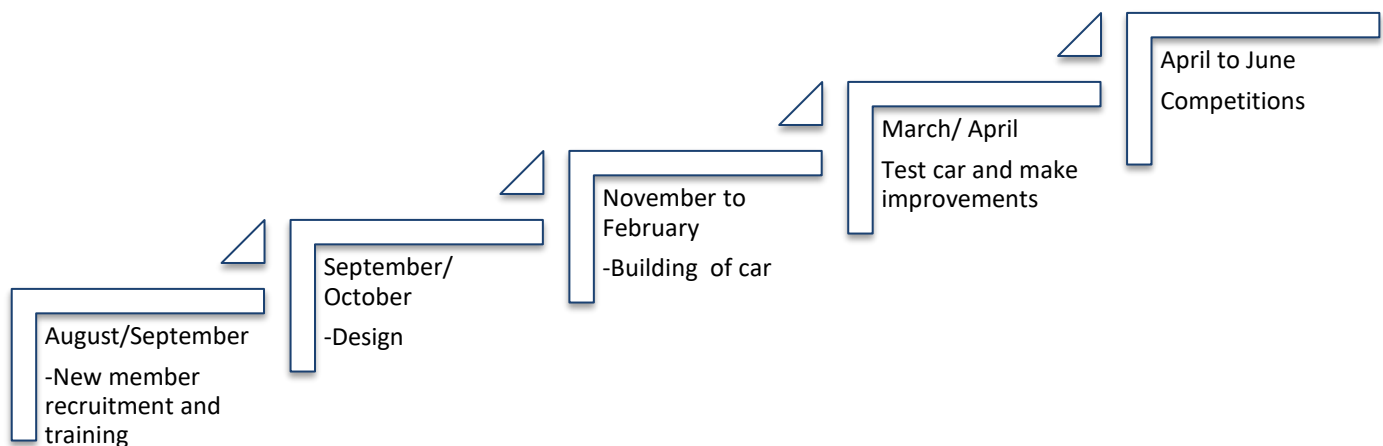 August/September
-New member
recruitment and
training
September/
October
-Design
November to
February
-Building  of car
March/ April
Test car and make
improvements
April to June
Competitions